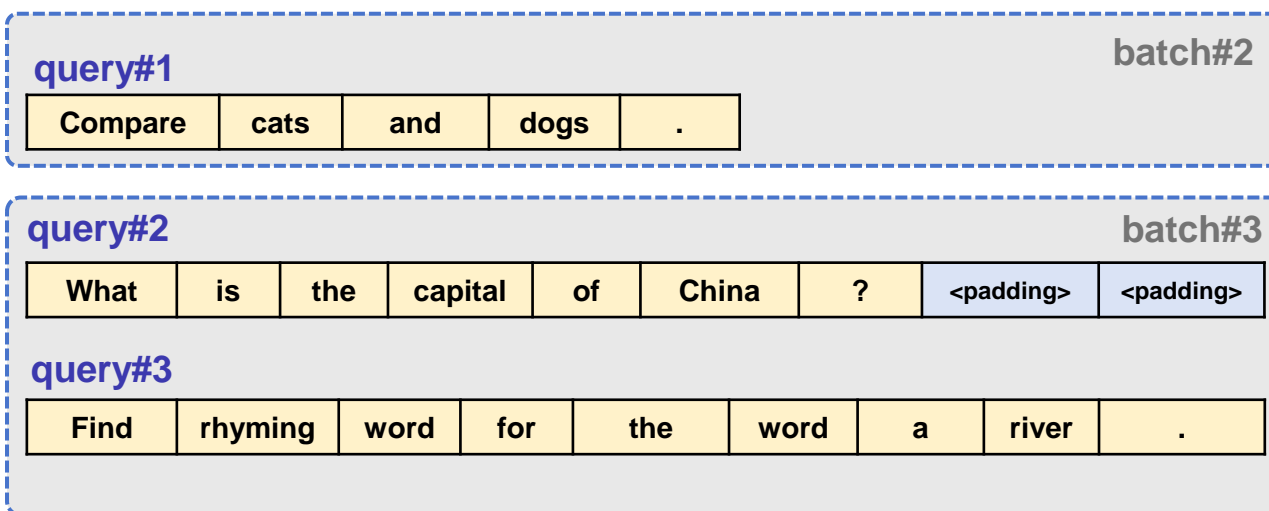 query#1 batch#2
Compare cats and dogs .
query#2 batch#3
What is the capital of China ? <padding> <padding>
query#3
Find rhyming word for the word a river .